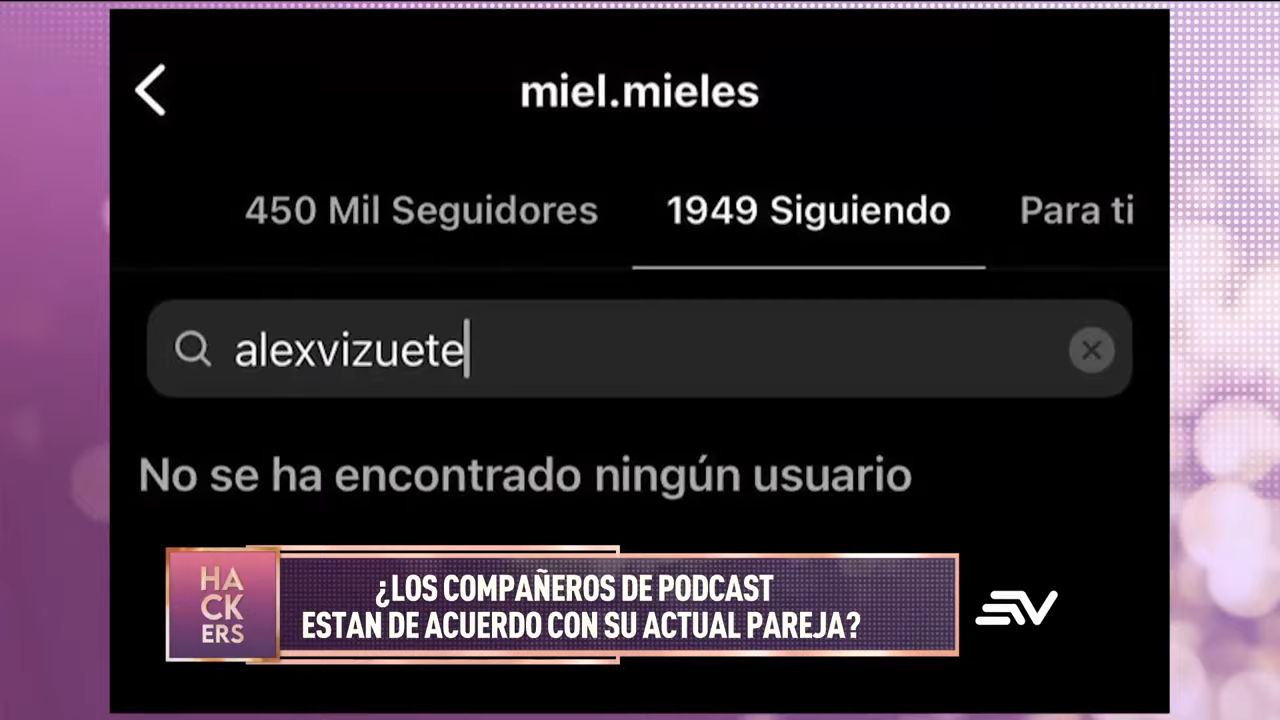 miel.mieles
450 Mil Seguidores 1949 Siguiendo Para ti
alexvizuete
No se ha encontrado ningún usuario
HA
CK
ERS
¿LOS COMPAÑEROS DE PODCAST
ESTAN DE ACUERDO CON SU ACTUAL PAREJA?